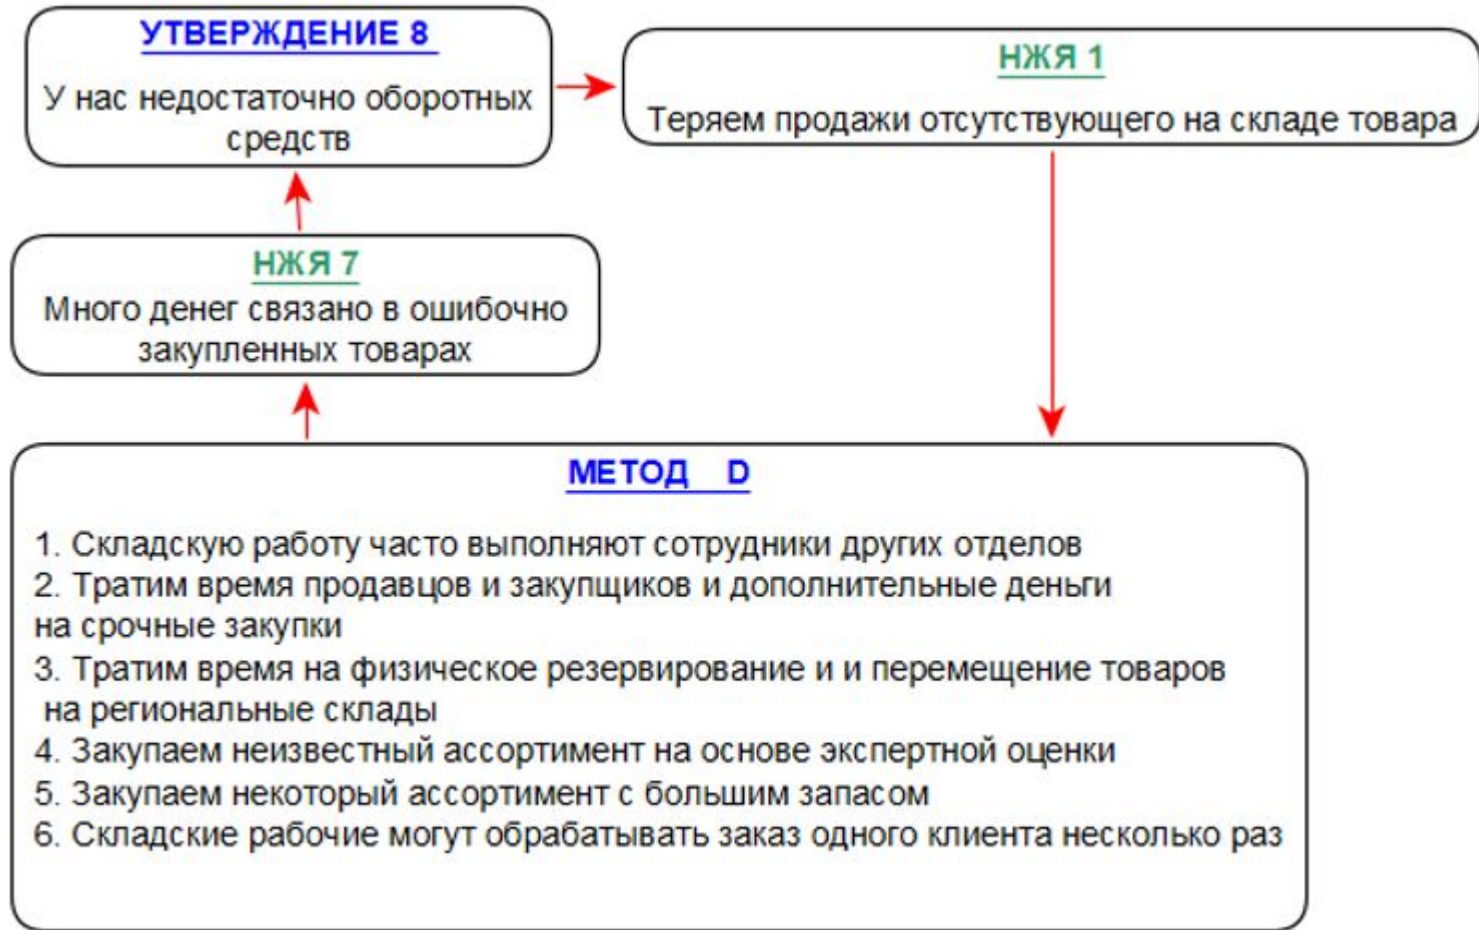 УТВЕРЖДЕНИЕ 8
У нас недостаточно оборотных
средств
НЖЯ 1
Теряем продажи отсутствующего на складе товара
НЖЯ 7
Много денег связано в ошибочно
закупленных товарах
МЕТОД D
1. Складскую работу часто выполняют сотрудники других отделов
2. Тратим время продавцов и закупщиков и дополнительные деньги
на срочные закупки
3. Тратим время на физическое резервирование и и перемещение товаров
на региональные склады
4. Закупаем неизвестный ассортимент на основе экспертной оценки
5. Закупаем некоторый ассортимент с большим запасом
6. Складские рабочие могут обрабатывать заказ одного клиента несколько раз